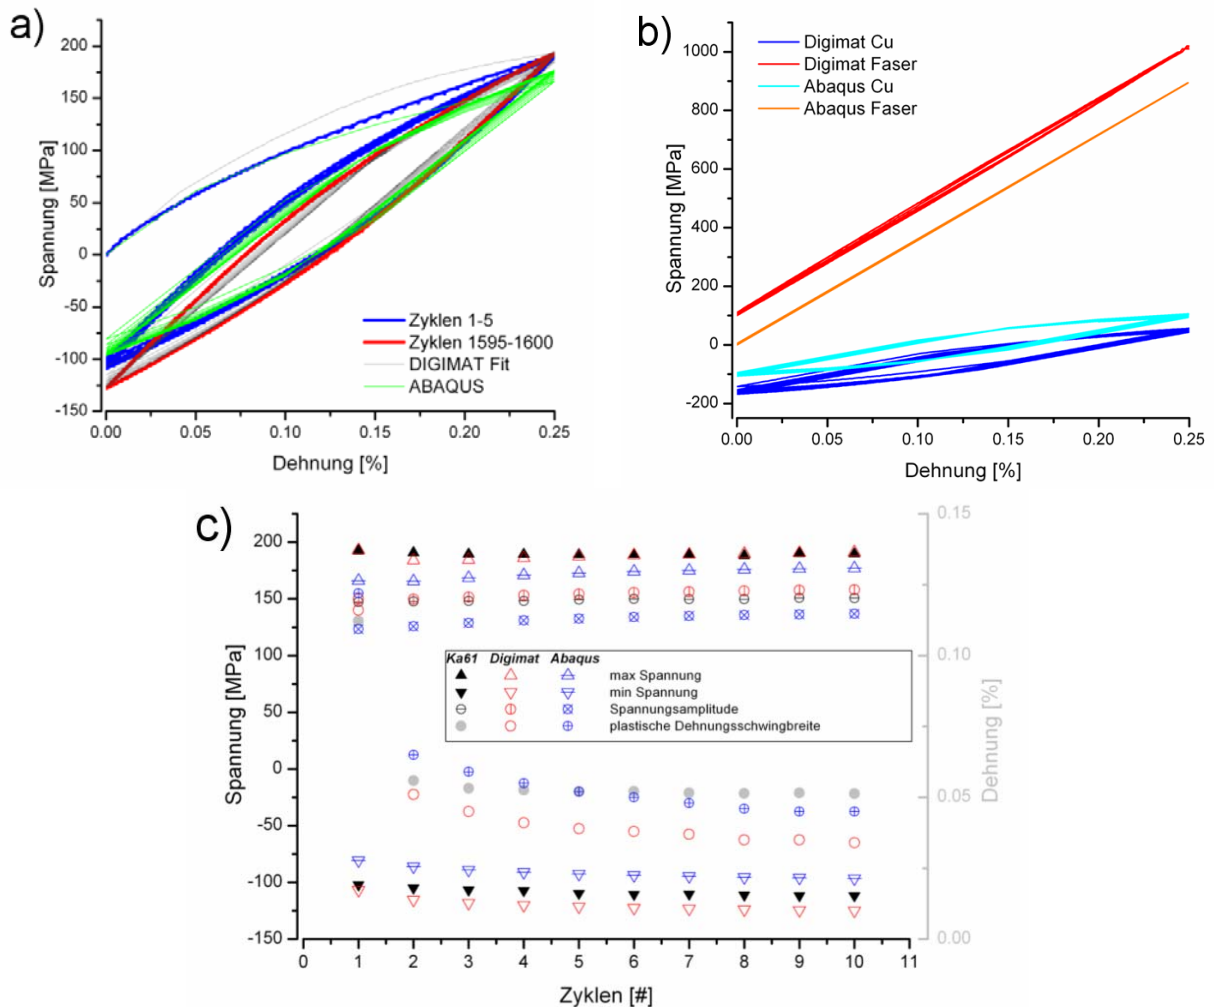 a)
200
150
100
50
0
-50
-100
-150
Spannung [MPa]
Zyklen 1-5
Zyklen 1595-1600
DIGIMAT Fit
ABAQUS
0.00 0.05 0.10 0.15 0.20 0.25
Dehnung [%]
b)
1000
800
600
400
200
0
-200
Spannung [MPa]
Digimat Cu
Digimat Faser
Abaqus Cu
Abaqus Faser
0.00 0.05 0.10 0.15 0.20 0.25
Dehnung [%]
c)
200
150
100
50
0
-50
-100
-150
Spannung [MPa]
0.15
0.10
0.05
0.00
Dehnung [%]
Ka61 Digimat Abaqus
max Spannung
min Spannung
Spannungsamplitude
plastische Dehnungsschwingbreite
0 1 2 3 4 5 6 7 8 9 10 11
Zyklen [#]